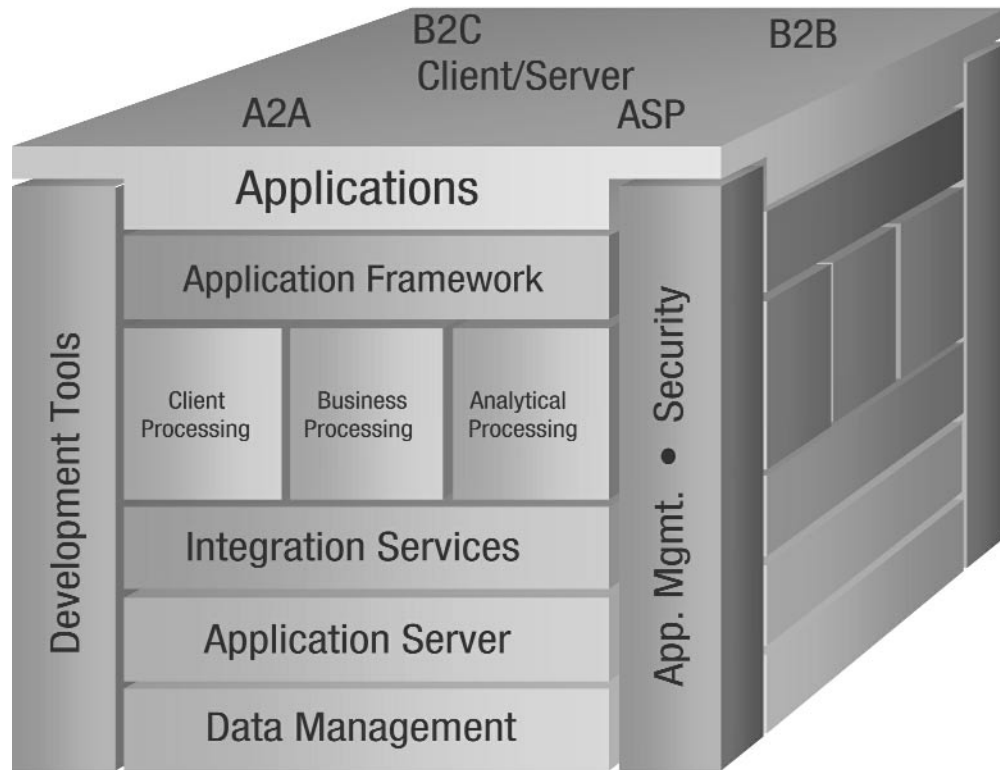 B2C
B2B
Client/Server
A2A
ASP
Applications
Application Framework
Development Tools
Client
Processing
Business
Processing
Analytical
Processing
App. Mgmt. • Security
Integration Services
Application Server
Data Management